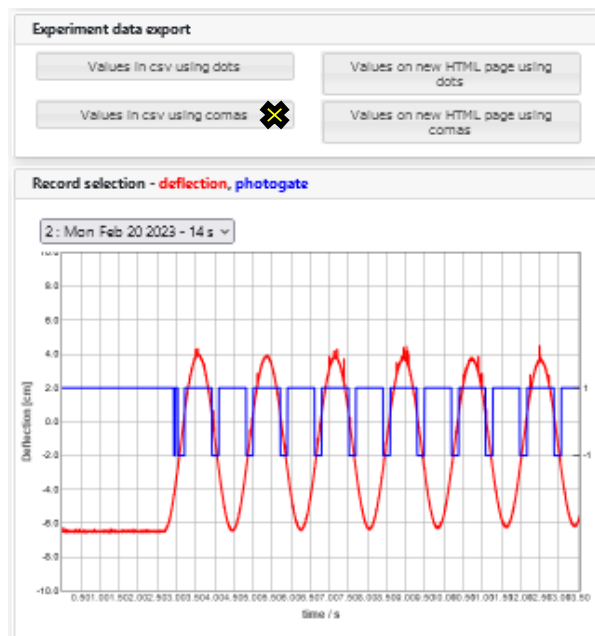 Experiment data export
Values in csv using dots
Values on new HTML page using
dots
Values in csv using comas
Values on new HTML page using
comas
Record selection - deflection, photogate
2 : Mon Feb 20 2023 - 14 s
10.0
8.0
6.0
4.0
2.0
0.0
-2.0
-4.0
-6.0
-8.0
-10.0
Deflection [cm]
1
-1
time / s